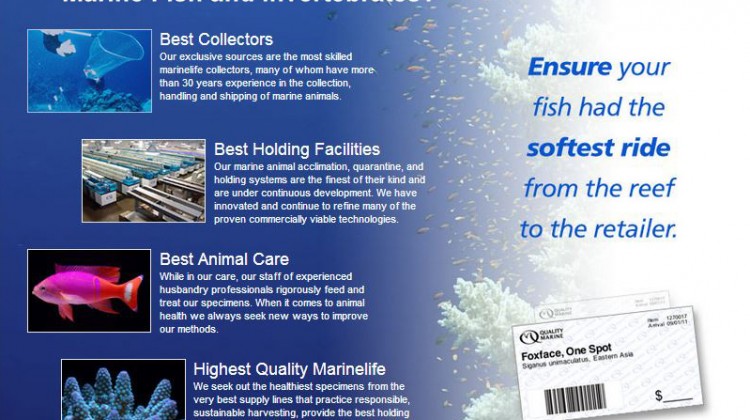 Marine Fish and Invertebrates?
Best Collectors
Our exclusive sources are the most skilled
marinelife collectors, many of whom have more
than 30 years experience in the collection,
handling and shipping of marine animals.
Best Holding Facilities
Our marine animal acclimation, quarantine, and
holding systems are the finest of their kind and
are under continuous development. We have
innovated and continue to refine many of the
proven commercially viable technologies.
Best Animal Care
While in our care, our staff of experienced
husbandry professionals rigorously feed and
treat our specimens. When it comes to animal
health we always seek new ways to improve
our methods.
Highest Quality Marinelife
We seek out the healthiest specimens from the
very best supply lines that practice responsible,
sustainable harvesting, provide the best holding
Ensure your
fish had the
softest ride
from the reef
to the retailer.
QUALITY
MARINE
Item 1270017
Arrival 09/01/11
QUALITY
MARINE
Foxface, One Spot
Siganus unimaculatus, Eastern Asia
$